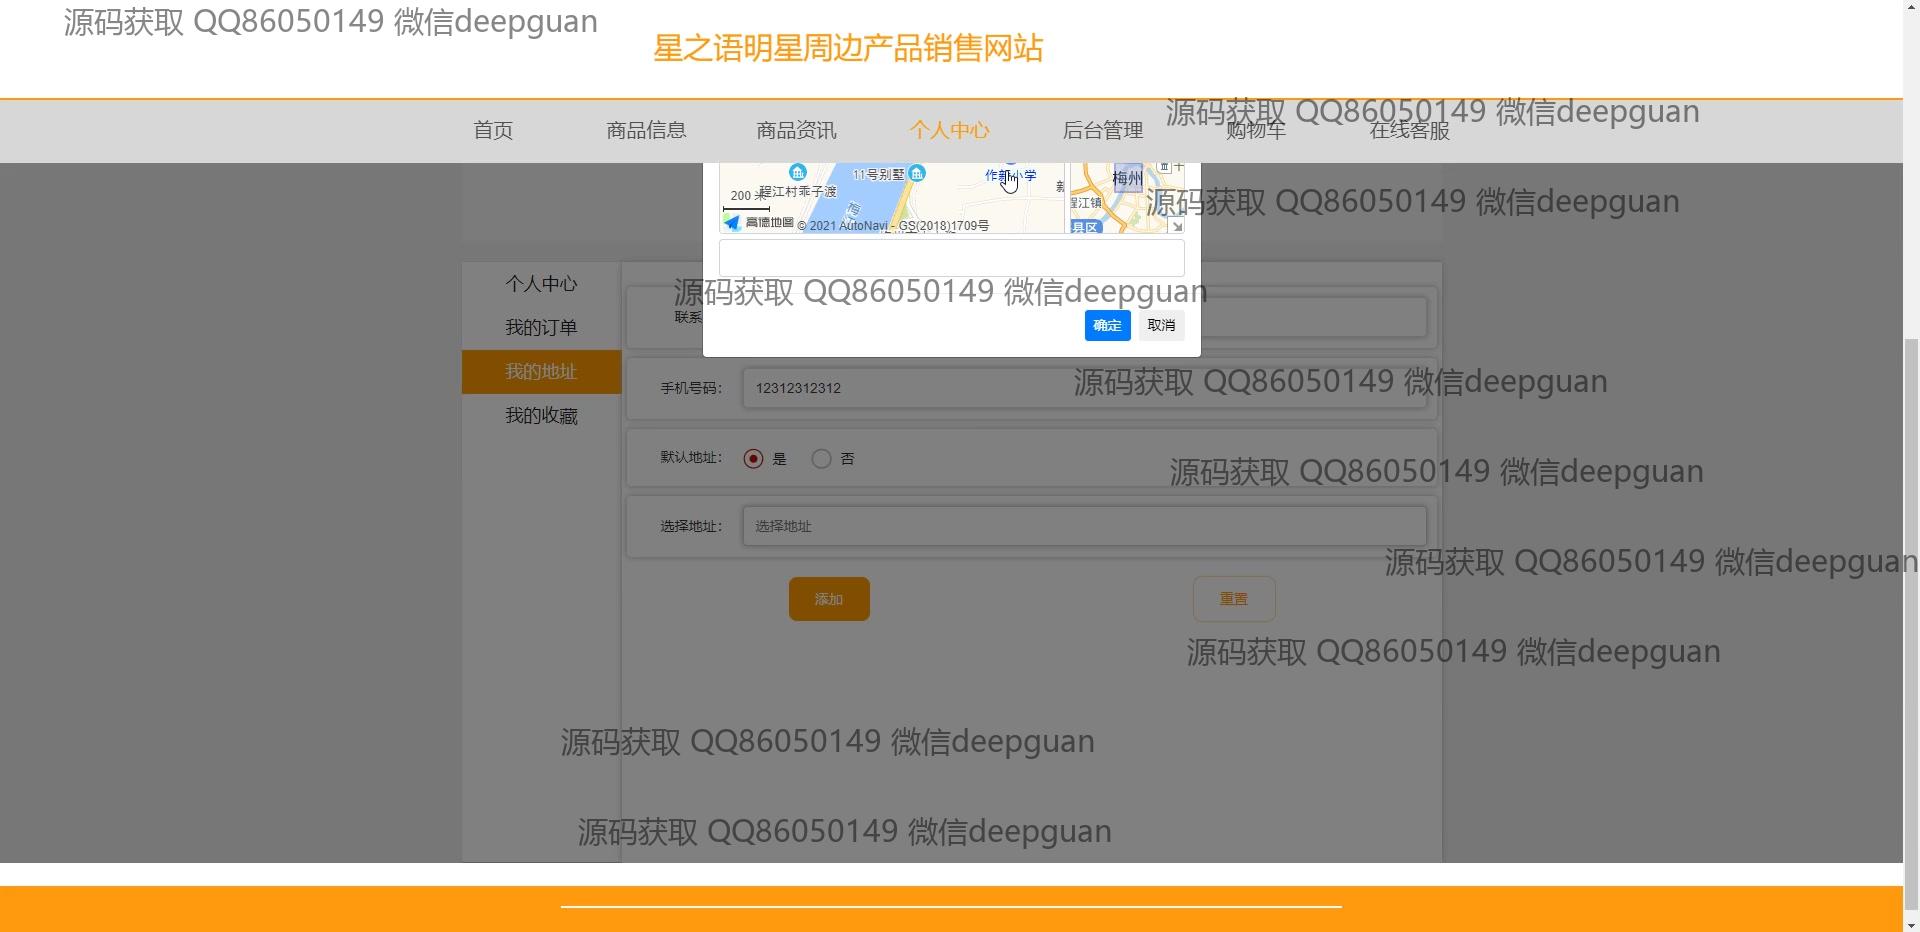 源码获取 QQ86050149 微信deepguan
星之语明星周边产品销售网站
源码获取 QQ86050149 微信deepguan
首页 商品信息 商品资讯 个人中心 后台管理 购物车 在线客服
11号别墅 作新小学 梅州
程江村乘子渡 新
200 米
源码获取 QQ86050149 微信deepguan
程江镇
高德地图 © 2021 AutoNavi - GS(2018)1709号 县区
个人中心
源码获取 QQ86050149 微信deepguan
联系
确定 取消
我的订单
我的地址
我的收藏
手机号码： 12312312312
源码获取 QQ86050149 微信deepguan
默认地址： 是 否
源码获取 QQ86050149 微信deepguan
选择地址： 选择地址
源码获取 QQ86050149 微信deepguan
添加 重置
源码获取 QQ86050149 微信deepguan
源码获取 QQ86050149 微信deepguan
源码获取 QQ86050149 微信deepguan